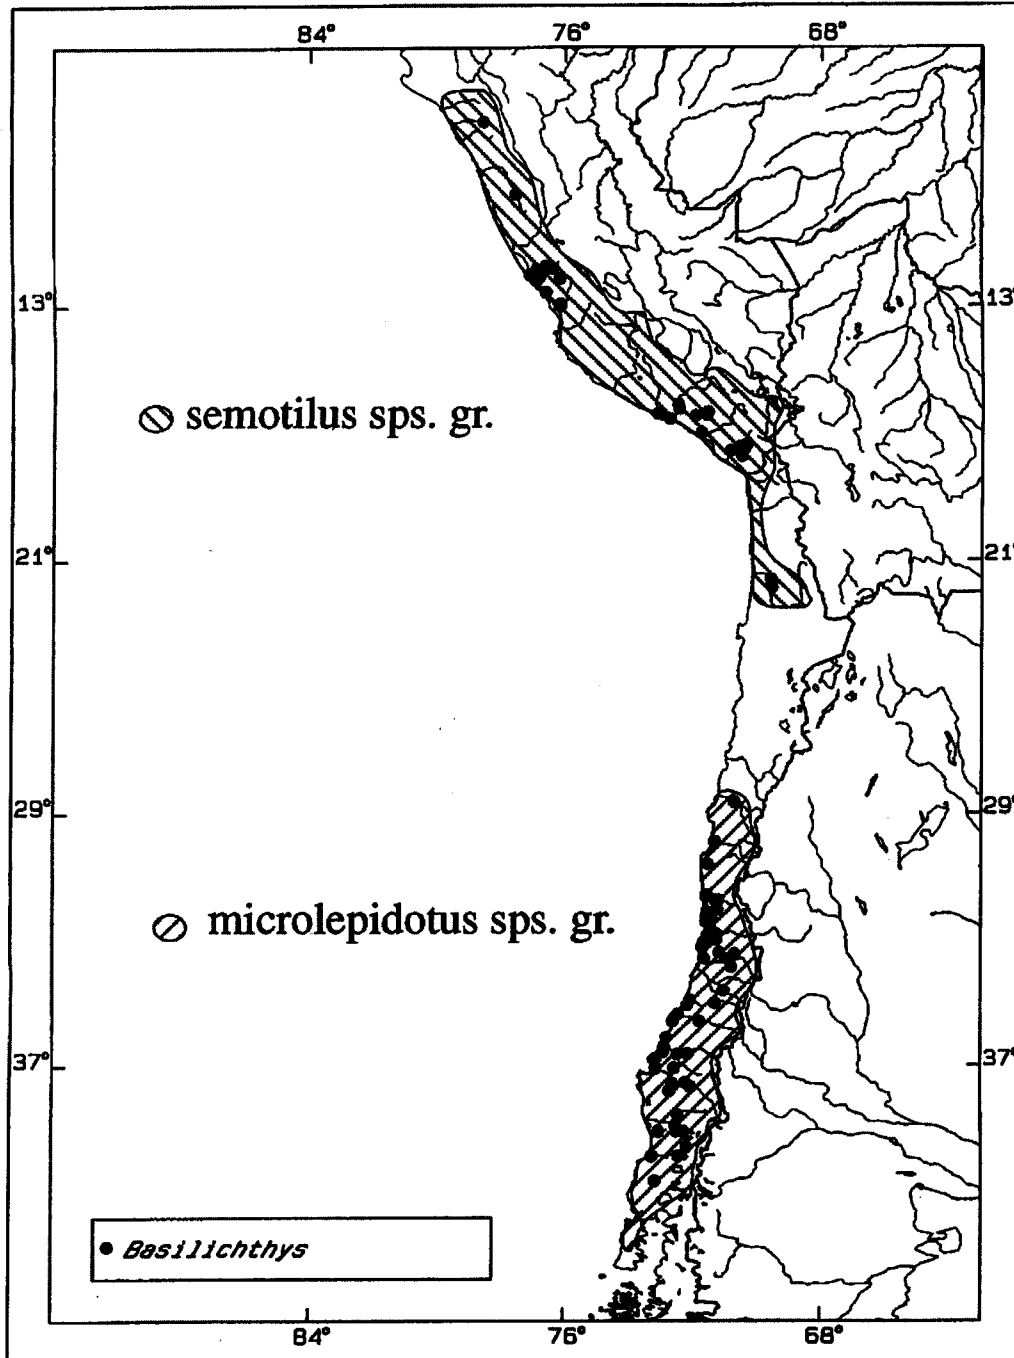 84° 76° 68°
13° 13°
semotilus sps. gr.
21° 21°
29° 29°
microlepidotus sps. gr.
37° 37°
Basilichthys
84° 76° 68°